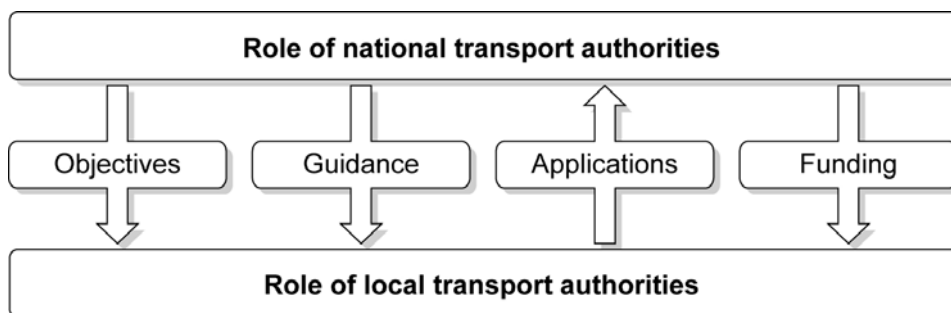 Role of national transport authorities
Objectives
Guidance
Applications
Funding
Role of local transport authorities